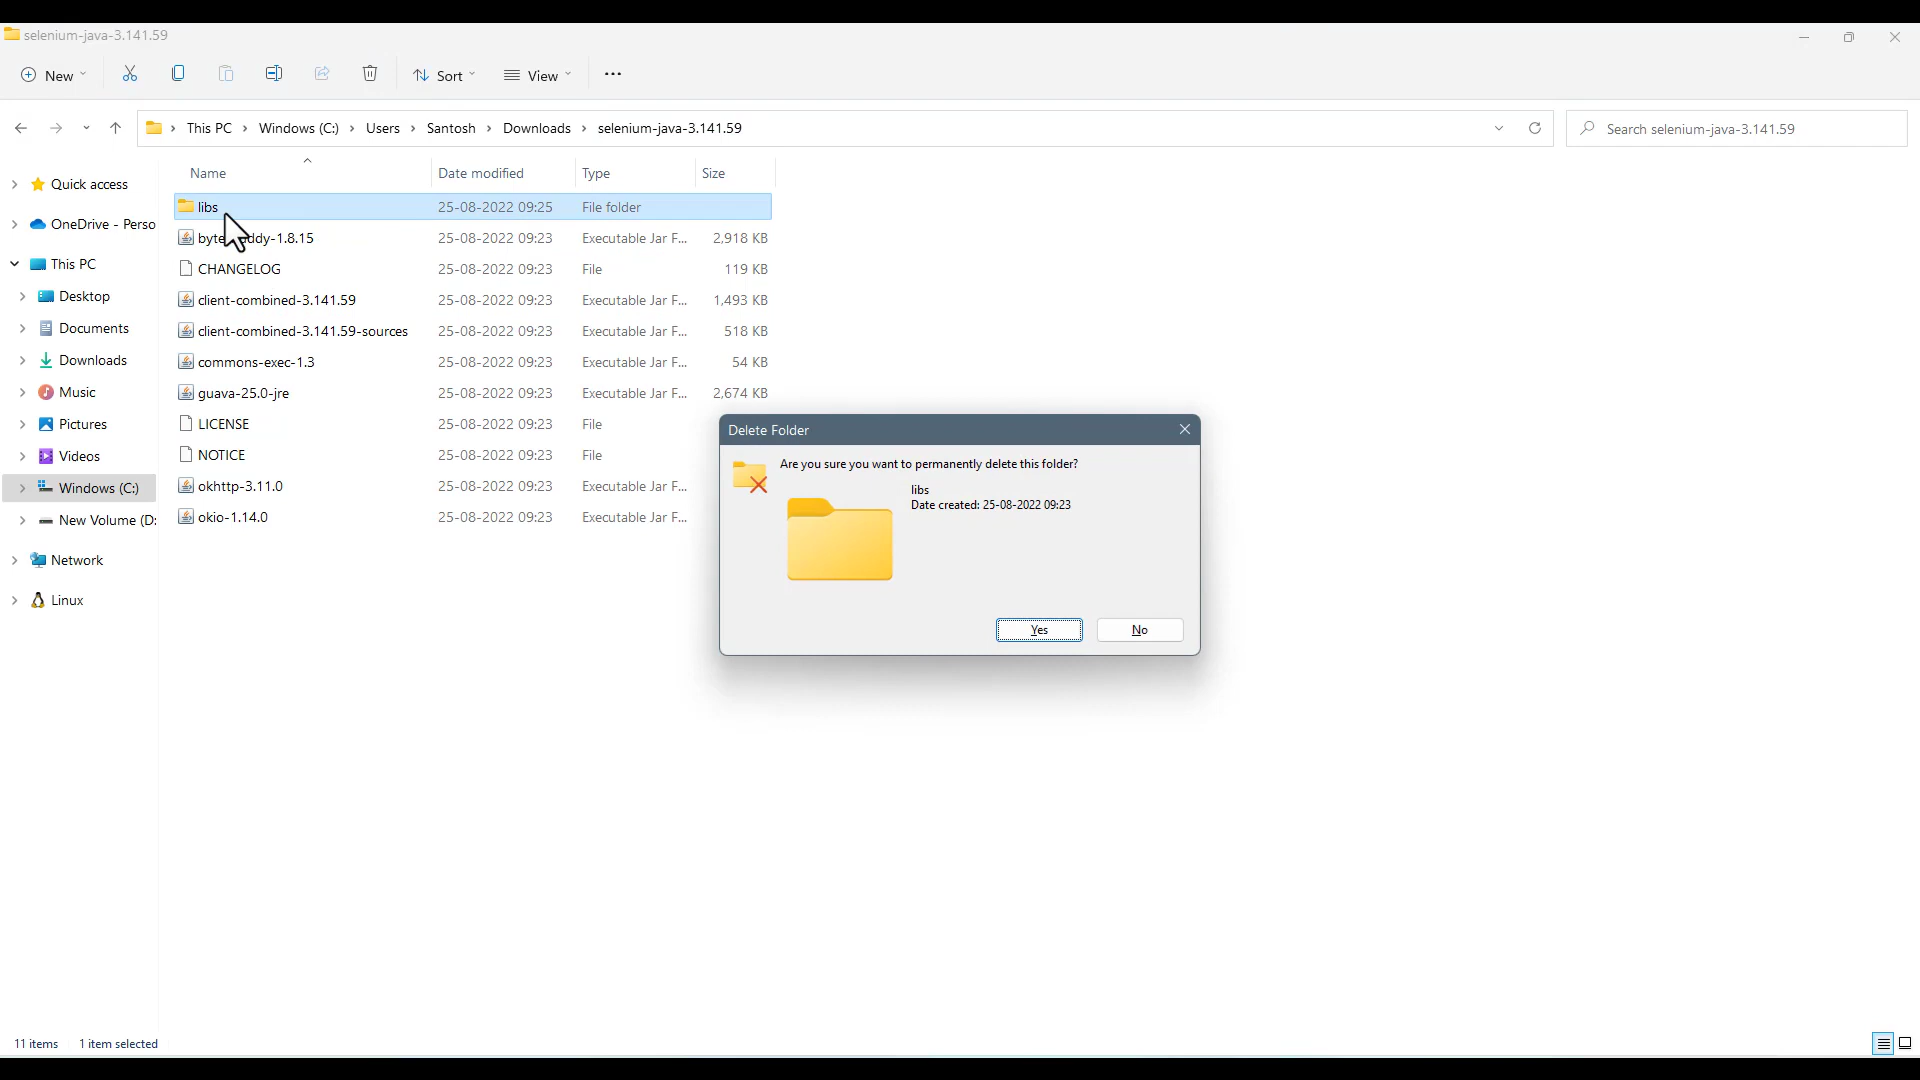 selenium-java-3.141.59
New Sort View
This PC Windows (C:) Users Santosh Downloads selenium-java-3.141.59 Search selenium-java-3.141.59
Name Date modified Type Size
Quick access
OneDrive - Perso
This PC
Desktop
Documents
Downloads
Music
Pictures
Videos
Windows (C:)
New Volume (D:
Network
Linux
libs 25-08-2022 09:25 File folder
25-08-2022 09:23 Executable Jar F... 2,918 KB
CHANGELOG 25-08-2022 09:23 File 119 KB
client-combined-3.141.59 25-08-2022 09:23 Executable Jar F... 1,493 KB
client-combined-3.141.59-sources 25-08-2022 09:23 Executable Jar F... 518 KB
commons-exec-1.3 25-08-2022 09:23 Executable Jar F... 54 KB
guava-25.0-jre 25-08-2022 09:23 Executable Jar F... 2,674 KB
LICENSE 25-08-2022 09:23 File
NOTICE 25-08-2022 09:23 File
okhttp-3.11.0 25-08-2022 09:23 Executable Jar F...
okio-1.14.0 25-08-2022 09:23 Executable Jar F...
Delete Folder
Are you sure you want to permanently delete this folder?
libs
Date created: 25-08-2022 09:23
Yes No
11 items 1 item selected